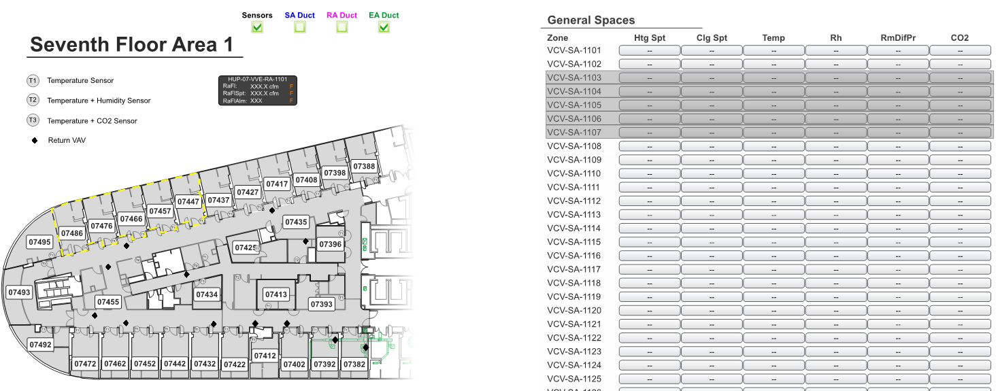 Sensors SA Duct RA Duct EA Duct
Seventh Floor Area 1
T1 Temperature Sensor
T2 Temperature + Humidity Sensor
T3 Temperature + CO2 Sensor
Return VAV
HUP-07-VVE-RA-1101
RaFl: XXX.X cfm F
RaFlSpt: XXX.X cfm F
RaFlAlm: XXX F
07388
07398
07408
07417
07427
07437
07447
07457
07466
07476
07486
07495
07435
07425
07396
07493
07455
07434
07413
07393
07492
07472
07462
07452
07442
07432
07422
07412
07402
07392
07382
General Spaces
Zone Htg Spt Clg Spt Temp Rh RmDifPr CO2
VCV-SA-1101 -- -- -- -- -- --
VCV-SA-1102 -- -- -- -- -- --
VCV-SA-1103 -- -- -- -- -- --
VCV-SA-1104 -- -- -- -- -- --
VCV-SA-1105 -- -- -- -- -- --
VCV-SA-1106 -- -- -- -- -- --
VCV-SA-1107 -- -- -- -- -- --
VCV-SA-1108 -- -- -- -- -- --
VCV-SA-1109 -- -- -- -- -- --
VCV-SA-1110 -- -- -- -- -- --
VCV-SA-1111 -- -- -- -- -- --
VCV-SA-1112 -- -- -- -- -- --
VCV-SA-1113 -- -- -- -- -- --
VCV-SA-1114 -- -- -- -- -- --
VCV-SA-1115 -- -- -- -- -- --
VCV-SA-1116 -- -- -- -- -- --
VCV-SA-1117 -- -- -- -- -- --
VCV-SA-1118 -- -- -- -- -- --
VCV-SA-1119 -- -- -- -- -- --
VCV-SA-1120 -- -- -- -- -- --
VCV-SA-1121 -- -- -- -- -- --
VCV-SA-1122 -- -- -- -- -- --
VCV-SA-1123 -- -- -- -- -- --
VCV-SA-1124 -- -- -- -- -- --
VCV-SA-1125 -- -- -- -- -- --